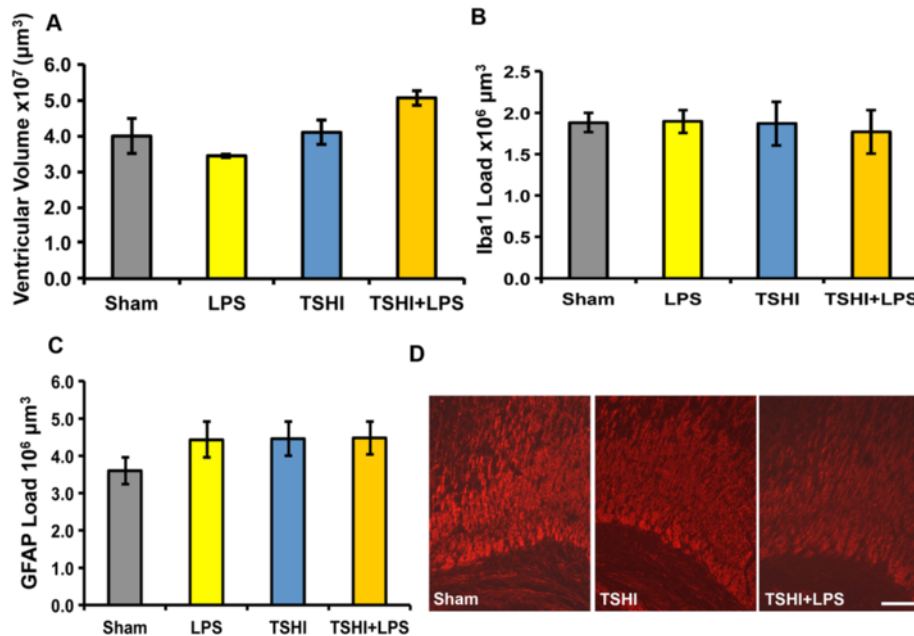 A
Ventricular Volume x10⁷ (µm³)
6.0
5.0
4.0
3.0
2.0
1.0
0.0
Sham LPS TSHI TSHI+LPS
B
Iba1 Load x10⁶ µm³
2.5
2.0
1.5
1.0
0.5
0.0
Sham LPS TSHI TSHI+LPS
C
GFAP Load 10⁶ µm³
6.0
5.0
4.0
3.0
2.0
1.0
0.0
Sham LPS TSHI TSHI+LPS
D
Sham TSHI TSHI+LPS